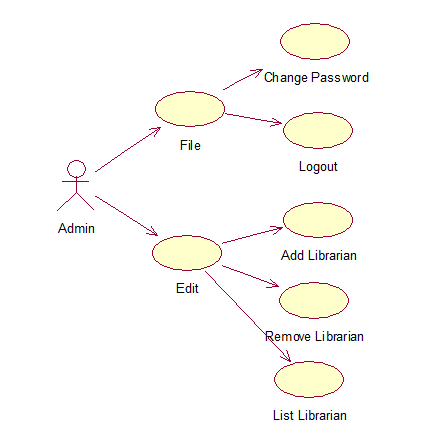 Change Password
File
Logout
Admin
Add Librarian
Edit
Remove Librarian
List Librarian